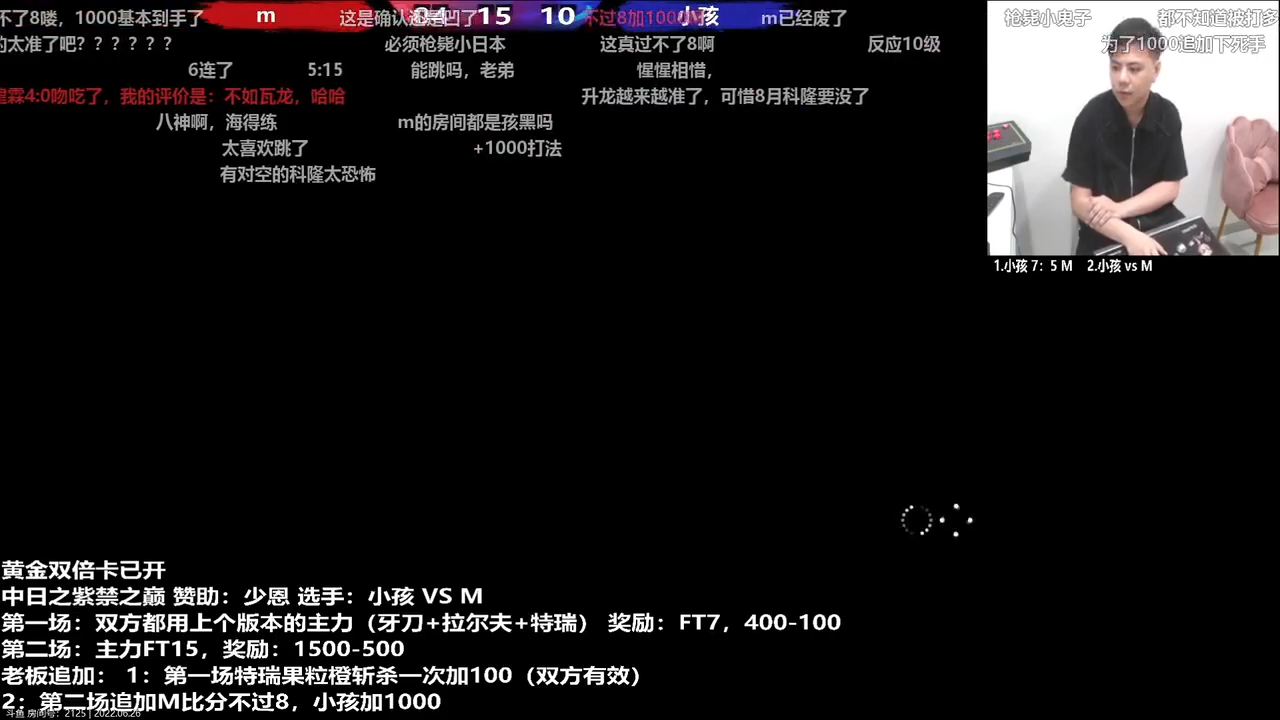 不了8喽，1000基本到手了
m
这是确认还是凹了
04 15 10
不过8加1000M
小孩
m已经废了
枪毙小鬼子
都不知道被打多
的太准了吧？？？？？？
必须枪毙小日本
这真过不了8啊
反应10级
为了1000追加下死手
6连了
5:15
能跳吗，老弟
惺惺相惜，
4:0吻吃了，我的评价是：不如瓦龙，哈哈
升龙越来越准了，可惜8月科隆要没了
八神啊，海得练
m的房间都是孩黑吗
太喜欢跳了
+1000打法
有对空的科隆太恐怖
1.小孩 7：5 M 2.小孩 vs M
黄金双倍卡已开
中日之紫禁之巅 赞助：少恩 选手：小孩 VS M
第一场：双方都用上个版本的主力（牙刀+拉尔夫+特瑞） 奖励：FT7，400-100
第二场：主力FT15，奖励：1500-500
老板追加： 1：第一场特瑞果粒橙斩杀一次加100（双方有效）
2：第二场追加M比分不过8，小孩加1000
斗鱼 房间号：2125 | 2022.06.26